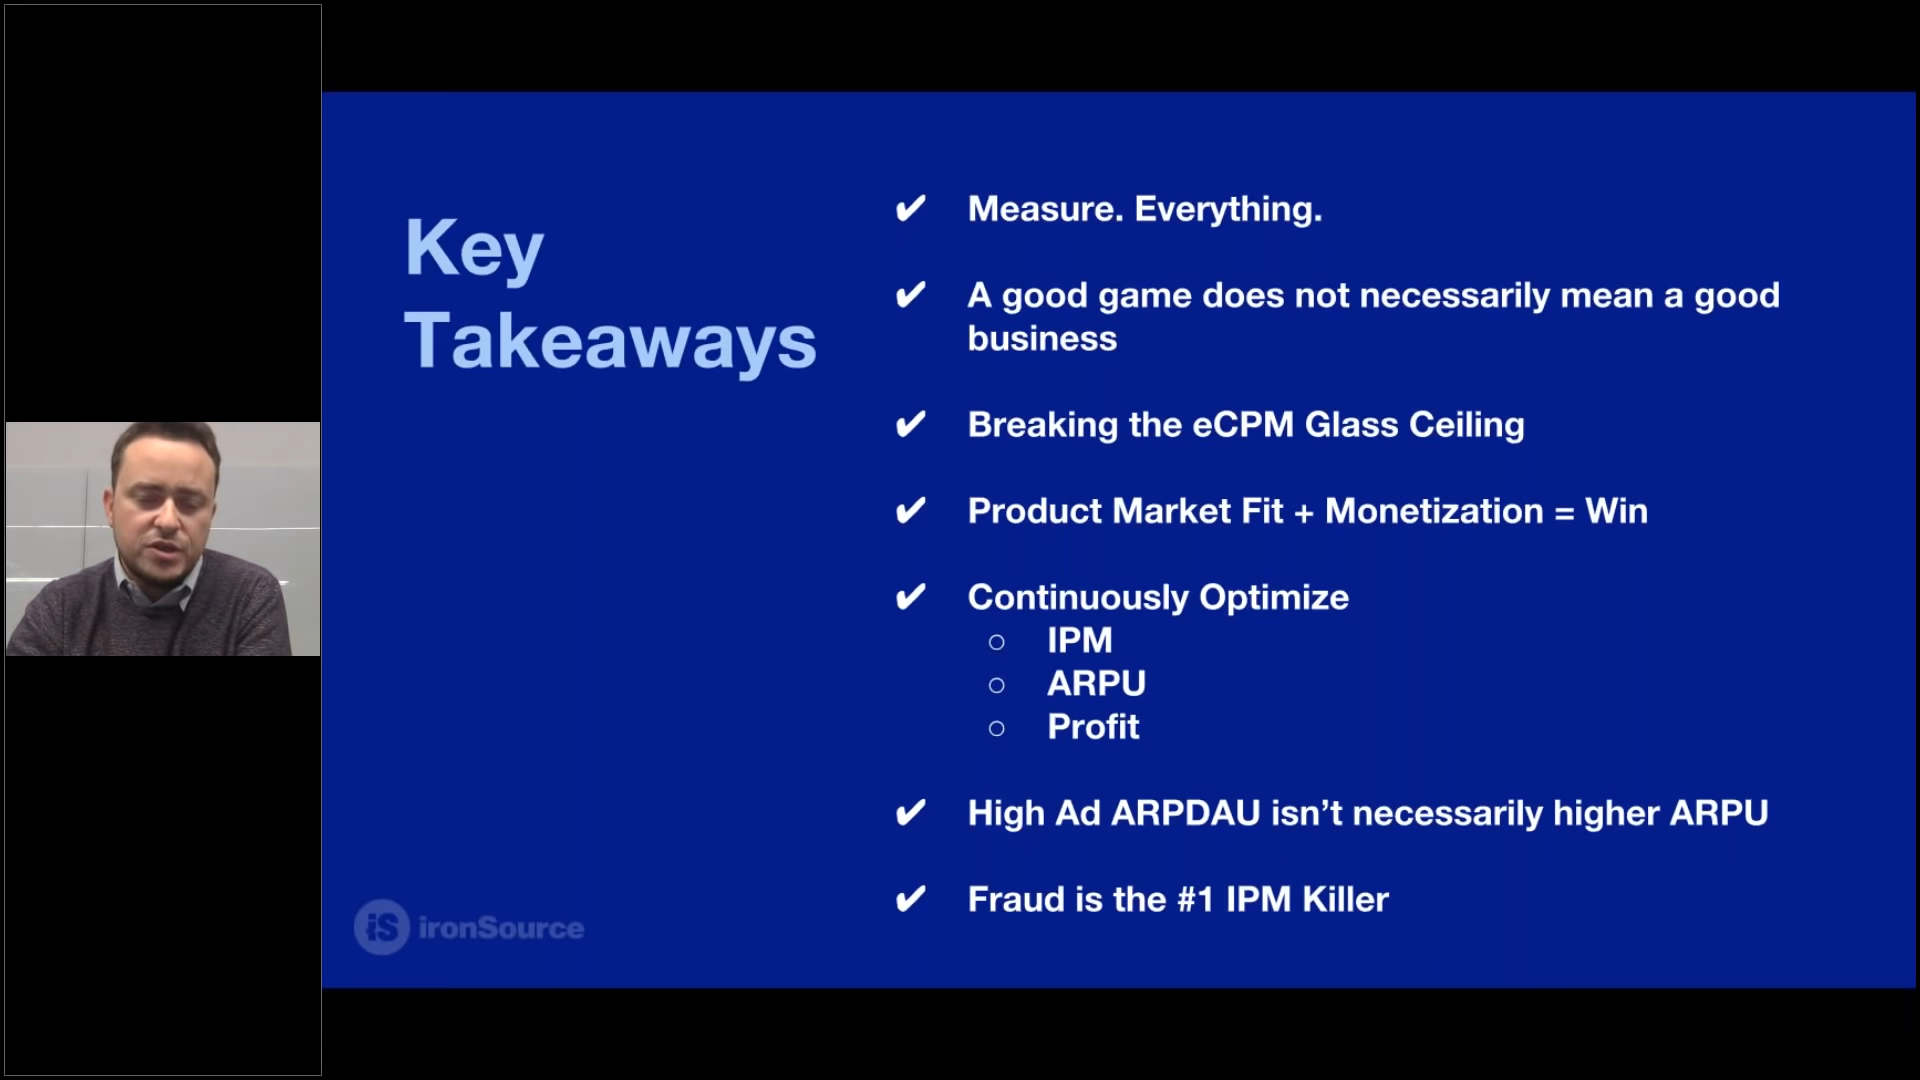 Key
Takeaways
✔ Measure. Everything.
✔ A good game does not necessarily mean a good
business
✔ Breaking the eCPM Glass Ceiling
✔ Product Market Fit + Monetization = Win
✔ Continuously Optimize
○ IPM
○ ARPU
○ Profit
✔ High Ad ARPDAU isn’t necessarily higher ARPU
✔ Fraud is the #1 IPM Killer
iS ironSource